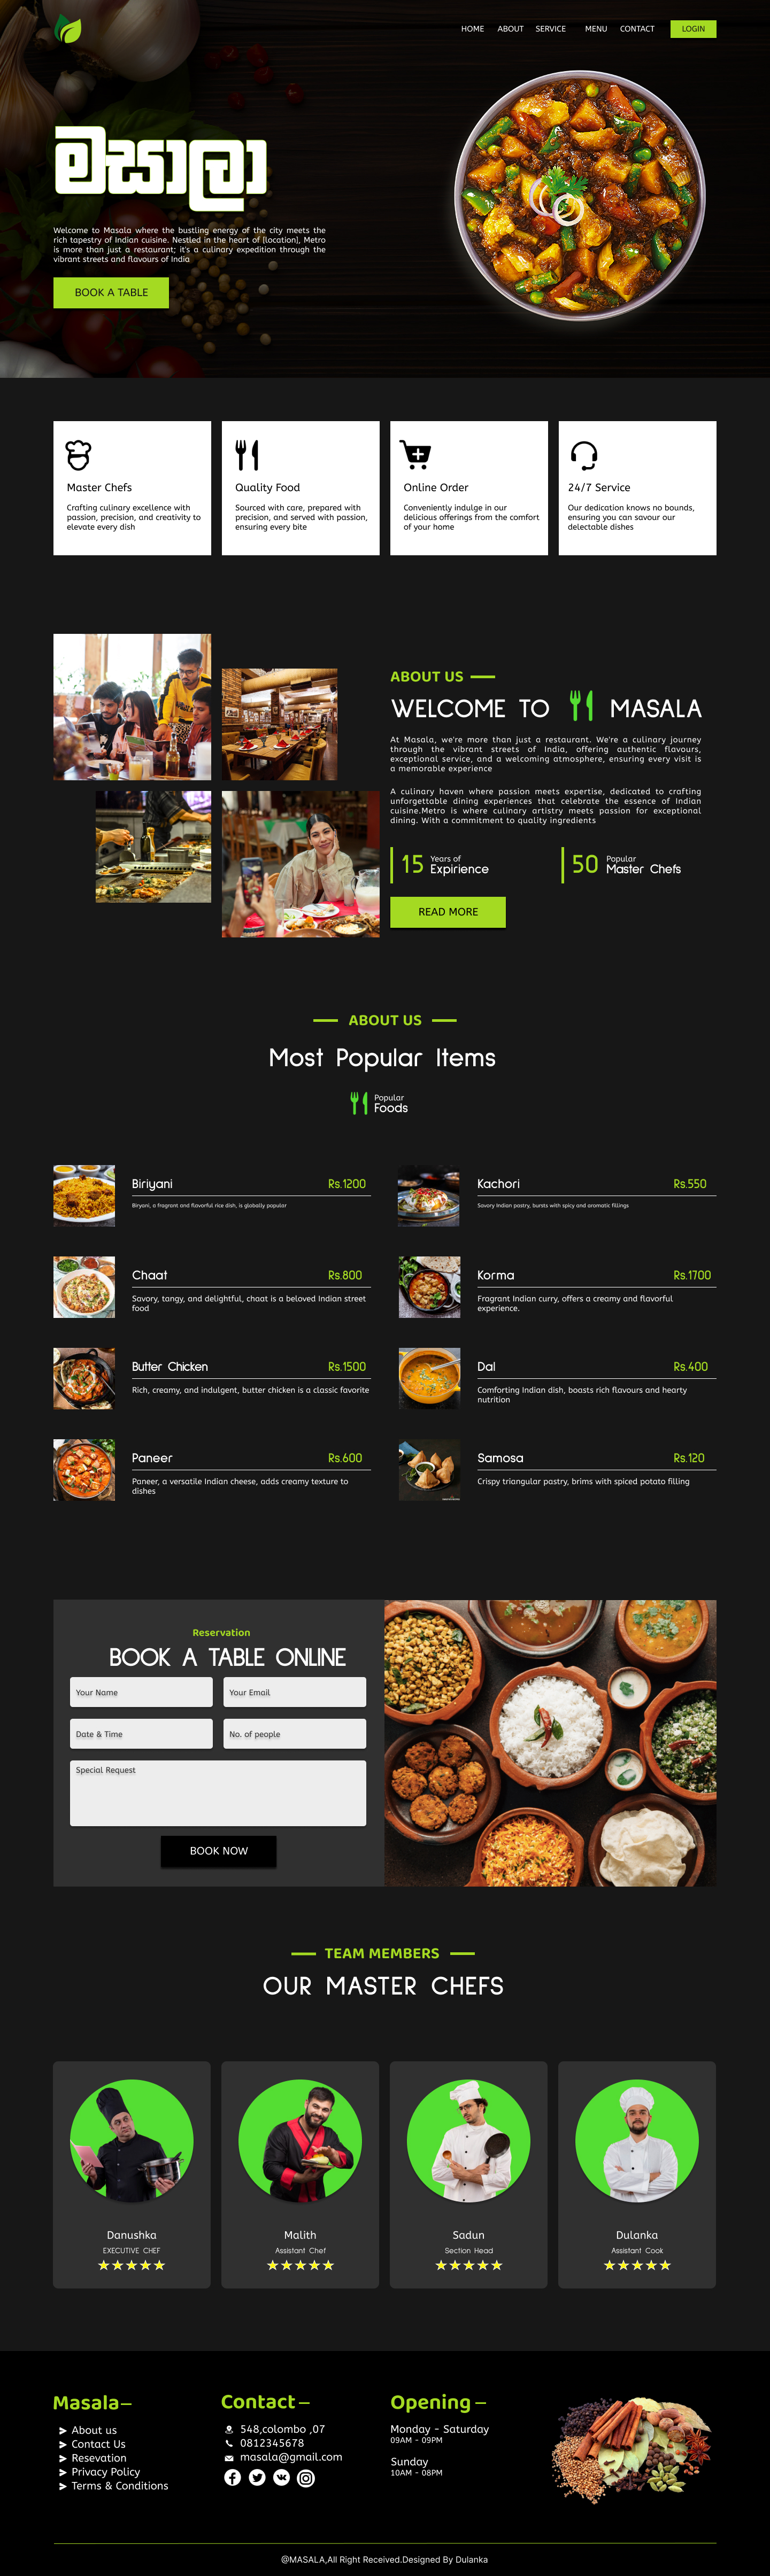 HOME ABOUT SERVICE MENU CONTACT LOGIN
මසාලා
Welcome to Masala where the bustling energy of the city meets the
rich tapestry of Indian cuisine. Nestled in the heart of [location], Metro
is more than just a restaurant; it's a culinary expedition through the
vibrant streets and flavours of India
BOOK A TABLE
Master Chefs
Crafting culinary excellence with
passion, precision, and creativity to
elevate every dish
Quality Food
Sourced with care, prepared with
precision, and served with passion,
ensuring every bite
Online Order
Conveniently indulge in our
delicious offerings from the comfort
of your home
24/7 Service
Our dedication knows no bounds,
ensuring you can savour our
delectable dishes
ABOUT US
WELCOME TO MASALA
At Masala, we're more than just a restaurant. We're a culinary journey
through the vibrant streets of India, offering authentic flavours,
exceptional service, and a welcoming atmosphere, ensuring every visit is
a memorable experience
A culinary haven where passion meets expertise, dedicated to crafting
unforgettable dining experiences that celebrate the essence of Indian
cuisine.Metro is where culinary artistry meets passion for exceptional
dining. With a commitment to quality ingredients
15 Years of
Expirience
50 Popular
Master Chefs
READ MORE
ABOUT US
Most Popular Items
Popular
Foods
Biriyani Rs.1200
Biryani, a fragrant and flavorful rice dish, is globally popular
Kachori Rs.550
Savory Indian pastry, bursts with spicy and aromatic fillings
Chaat Rs.800
Savory, tangy, and delightful, chaat is a beloved Indian street
food
Korma Rs.1700
Fragrant Indian curry, offers a creamy and flavorful
experience.
Butter Chicken Rs.1500
Rich, creamy, and indulgent, butter chicken is a classic favorite
Dal Rs.400
Comforting Indian dish, boasts rich flavours and hearty
nutrition
Paneer Rs.600
Paneer, a versatile Indian cheese, adds creamy texture to
dishes
Samosa Rs.120
Crispy triangular pastry, brims with spiced potato filling
Reservation
BOOK A TABLE ONLINE
Your Name
Your Email
Date & Time
No. of people
Special Request
BOOK NOW
TEAM MEMBERS
OUR MASTER CHEFS
Danushka
EXECUTIVE CHEF
Malith
Assistant Chef
Sadun
Section Head
Dulanka
Assistant Cook
Masala–
About us
Contact Us
Resevation
Privacy Policy
Terms & Conditions
Contact –
548,colombo ,07
0812345678
masala@gmail.com
Opening –
Monday - Saturday
09AM - 09PM
Sunday
10AM - 08PM
@MASALA,All Right Received.Designed By Dulanka